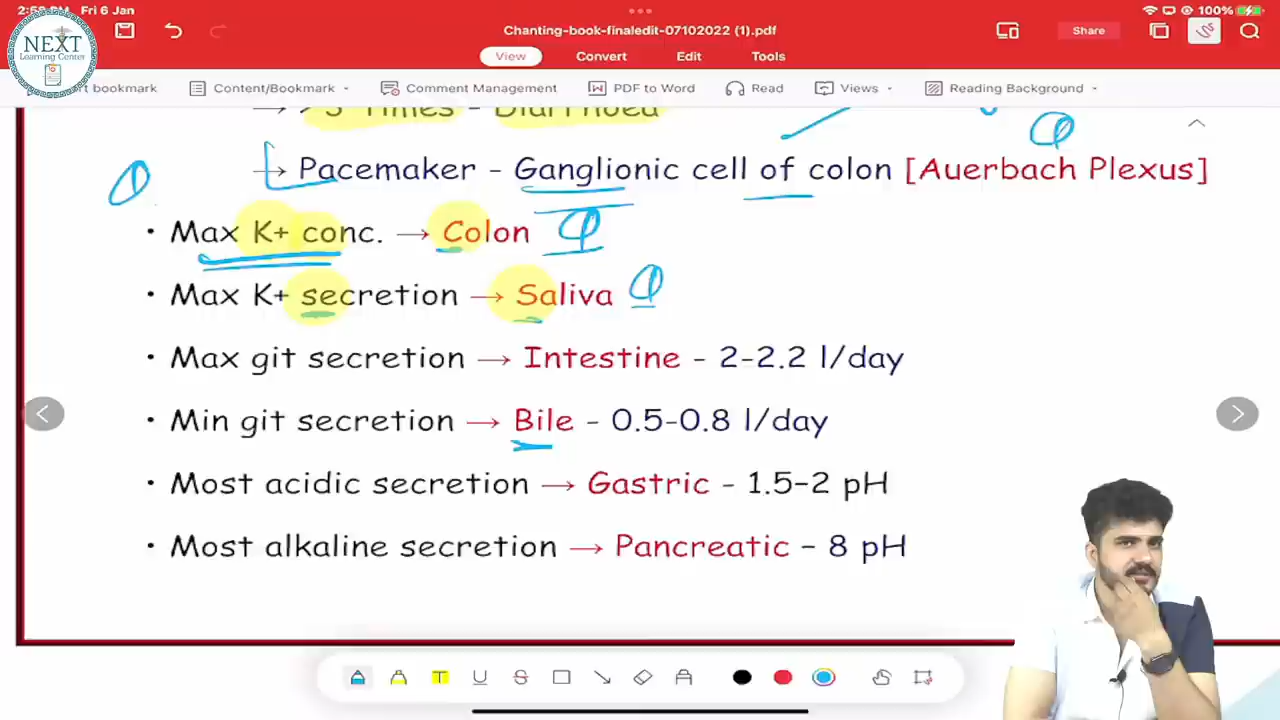 2:58 PM Fri 6 Jan
100%
NEXT
Learning Center
Chanting-book-finaledit-07102022 (1).pdf
Share
View Convert Edit Tools
bookmark Content/Bookmark Comment Management PDF to Word Read Views Reading Background
→ >3 Times - Diarrhoea
→ Pacemaker - Ganglionic cell of colon [Auerbach Plexus]
• Max K+ conc. → Colon
• Max K+ secretion → Saliva
• Max git secretion → Intestine - 2-2.2 l/day
• Min git secretion → Bile - 0.5-0.8 l/day
• Most acidic secretion → Gastric - 1.5-2 pH
• Most alkaline secretion → Pancreatic - 8 pH